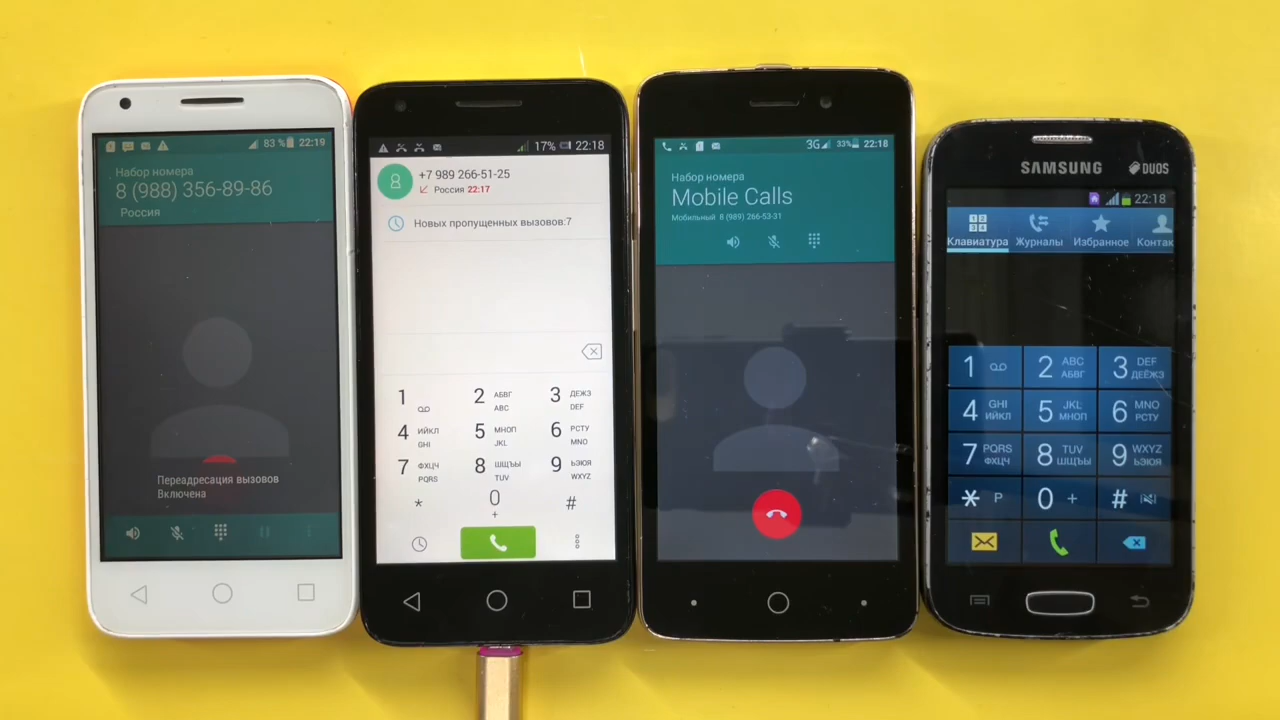 83 % 22:19
Набор номера
8 (988) 356-89-86
Россия
Переадресация вызовов
Включена
17% 22:18
+7 989 266-51-25
Россия 22:17
Новых пропущенных вызовов:7
1 2 АБВГ ABC 3 ДЕЖЗ DEF
4 ИЙКЛ GHI 5 МНОП JKL 6 РСТУ MNO
7 ФХЦЧ PQRS 8 ШЩЪЫ TUV 9 ЬЭЮЯ WXYZ
* 0 + #
3G 33% 22:18
Набор номера
Mobile Calls
Мобильный 8 (989) 266-53-31
SAMSUNG DUOS
22:18
Клавиатура Журналы Избранное Контак
1 2 ABC АБВГ 3 DEF ДЕЁЖЗ
4 GHI ИЙКЛ 5 JKL МНОП 6 MNO РСТУ
7 PQRS ФХЦЧ 8 TUV ШЩЪЫ 9 WXYZ ЬЭЮЯ
* P 0 + #